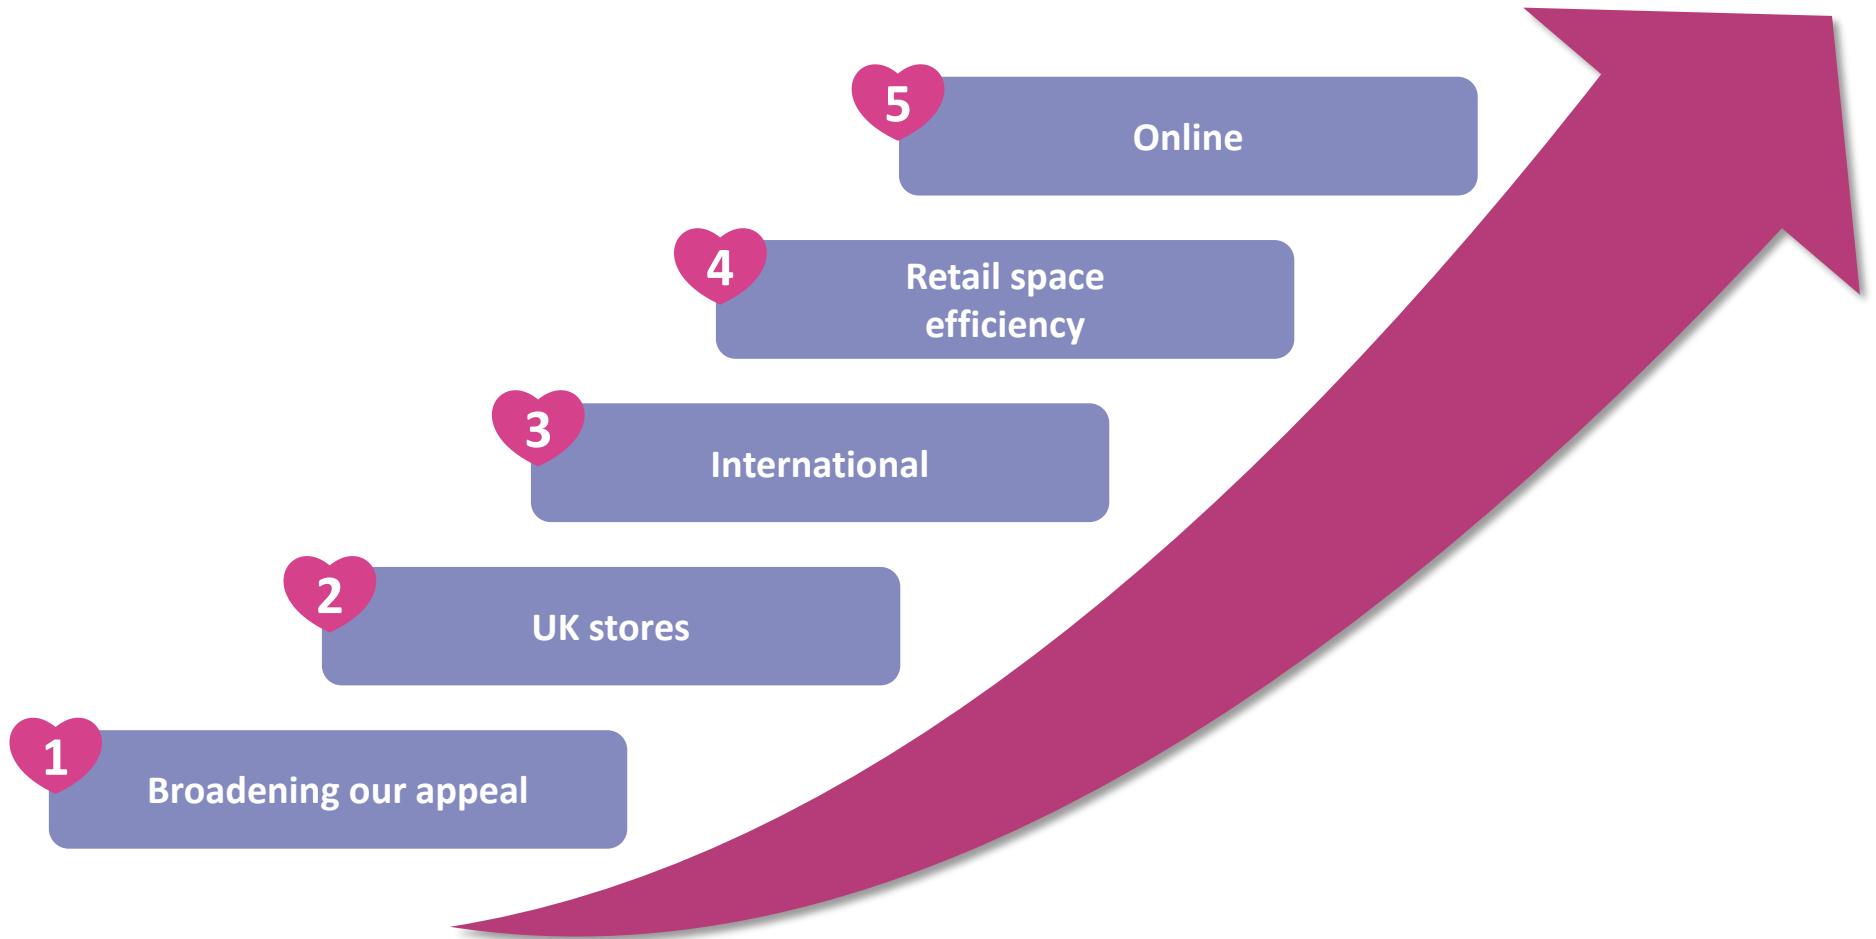 5
Online
4
Retail space
efficiency
3
International
2
UK stores
1
Broadening our appeal